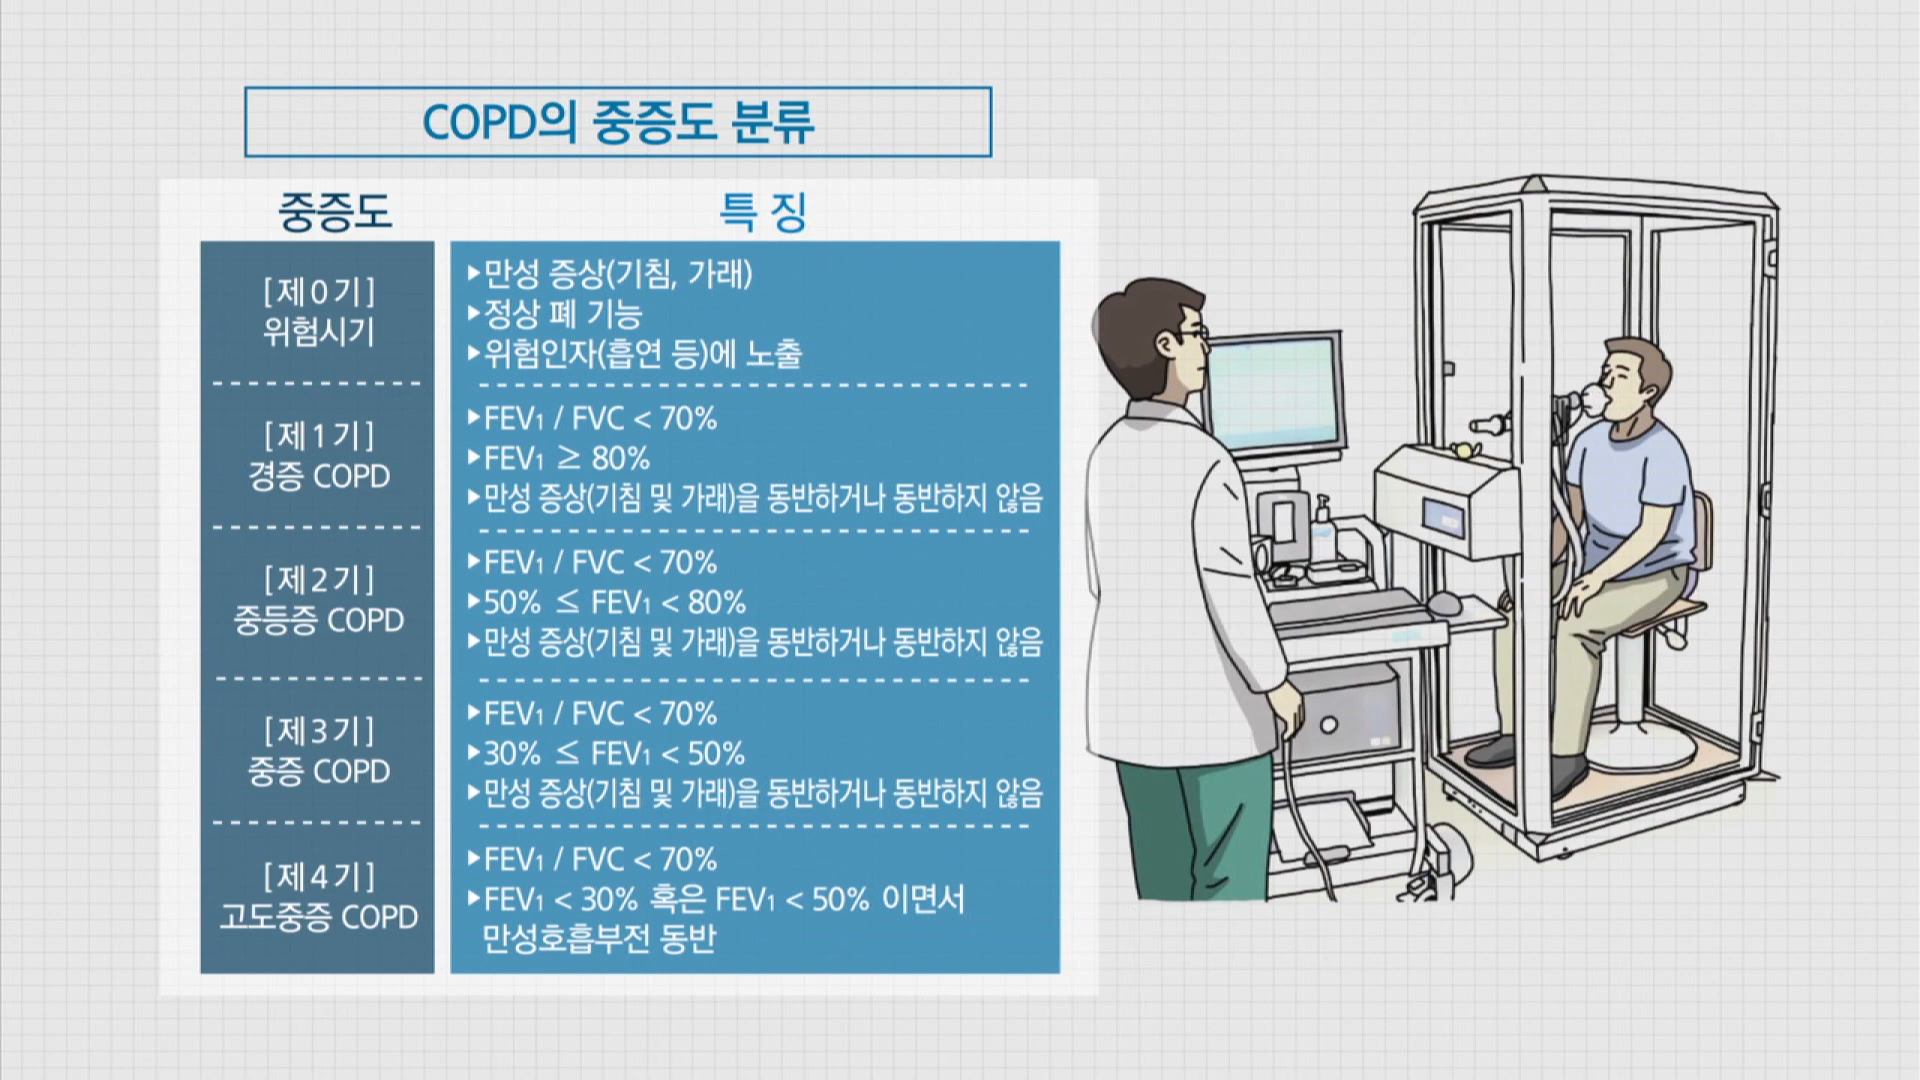 COPD의 중증도 분류
중증도
특 징
[제0기]
위험시기
▶만성 증상(기침, 가래)
▶정상 폐 기능
▶위험인자(흡연 등)에 노출
[제1기]
경증 COPD
▶FEV₁ / FVC < 70%
▶FEV₁ ≥ 80%
▶만성 증상(기침 및 가래)을 동반하거나 동반하지 않음
[제2기]
중등증 COPD
▶FEV₁ / FVC < 70%
▶50% ≤ FEV₁ < 80%
▶만성 증상(기침 및 가래)을 동반하거나 동반하지 않음
[제3기]
중증 COPD
▶FEV₁ / FVC < 70%
▶30% ≤ FEV₁ < 50%
▶만성 증상(기침 및 가래)을 동반하거나 동반하지 않음
[제4기]
고도중증 COPD
▶FEV₁ / FVC < 70%
▶FEV₁ < 30% 혹은 FEV₁ < 50% 이면서
만성호흡부전 동반